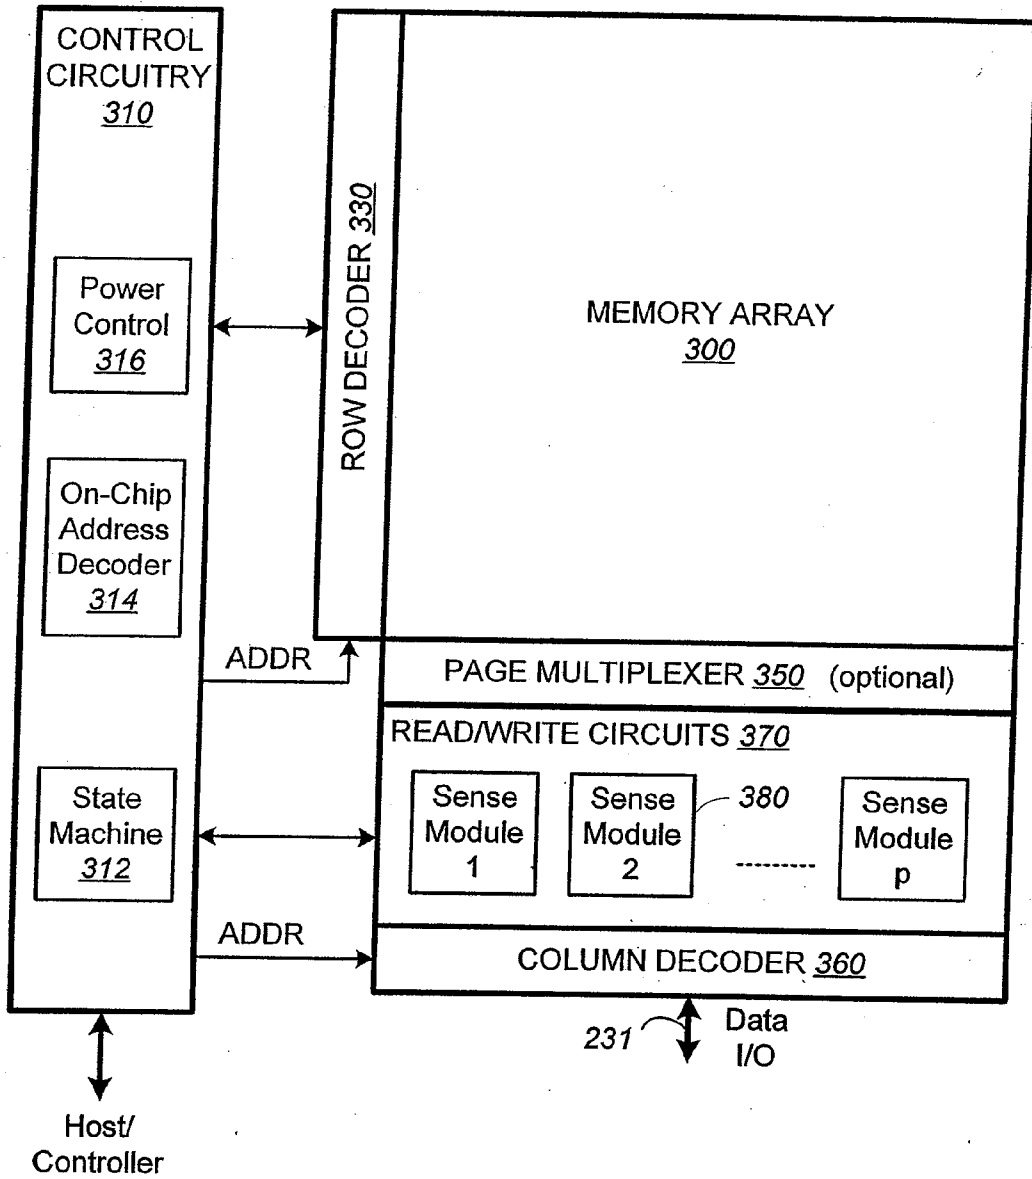 CONTROL
CIRCUITRY
310
Power
Control
316
On-Chip
Address
Decoder
314
State
Machine
312
Host/
Controller
ADDR
ADDR
ROW DECODER 330
MEMORY ARRAY
300
PAGE MULTIPLEXER 350 (optional)
READ/WRITE CIRCUITS 370
Sense
Module
1
Sense
Module
2
380
Sense
Module
p
COLUMN DECODER 360
231
Data
I/O